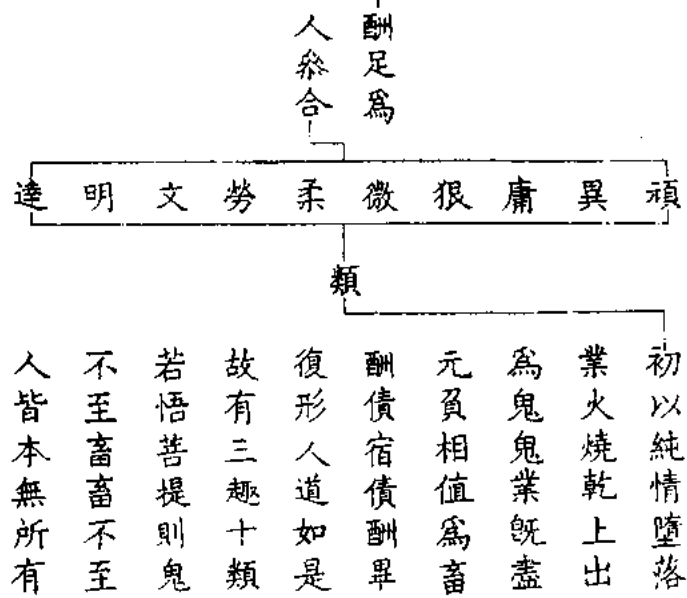 酬足爲
人參合
頑異庸狠微柔勞文明達
類
初以純情墮落
業火燒乾上出
爲鬼鬼業旣盡
元負相值爲畜
酬債宿債酬畢
復形人道如是
故有三趣十類
若悟菩提則鬼
不至畜畜不至
人皆本無所有